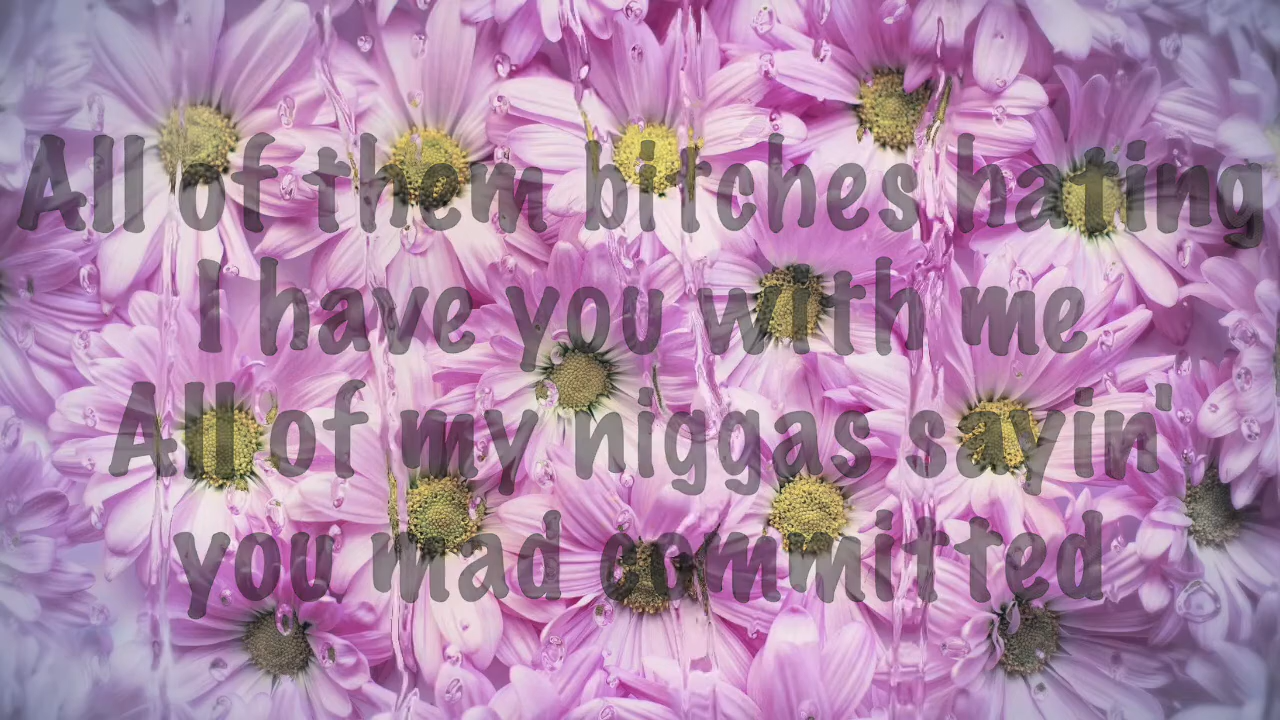 All of them bitches hating
I have you with me
All of my niggas sayin'
you mad committed